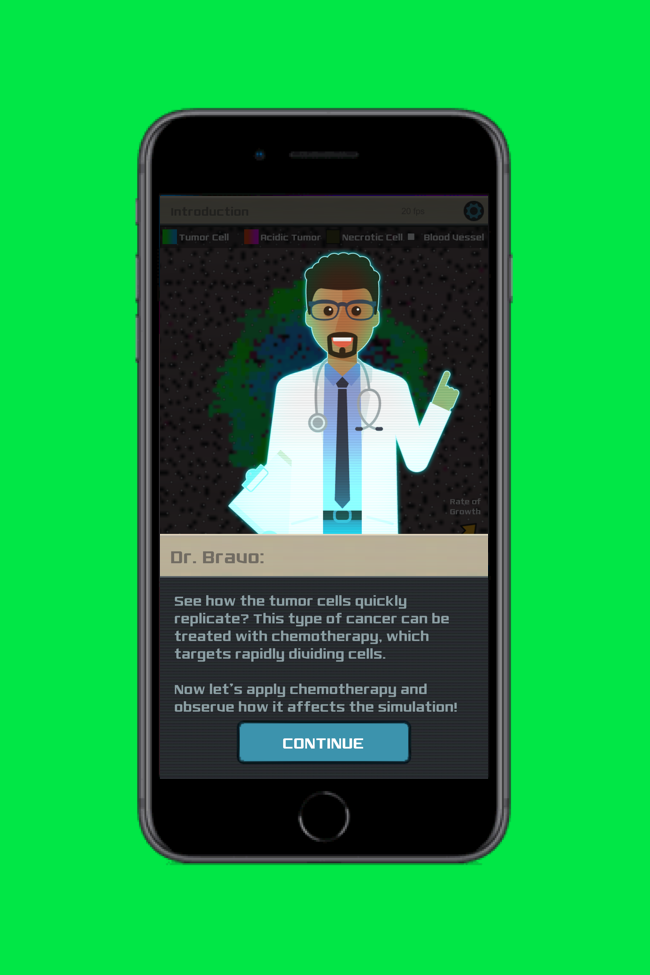 Introduction 20 fps
Tumor Cell Acidic Tumor Necrotic Cell Blood Vessel
Rate of
Growth
Dr. Bravo:
See how the tumor cells quickly
replicate? This type of cancer can be
treated with chemotherapy, which
targets rapidly dividing cells.
Now let's apply chemotherapy and
observe how it affects the simulation!
CONTINUE